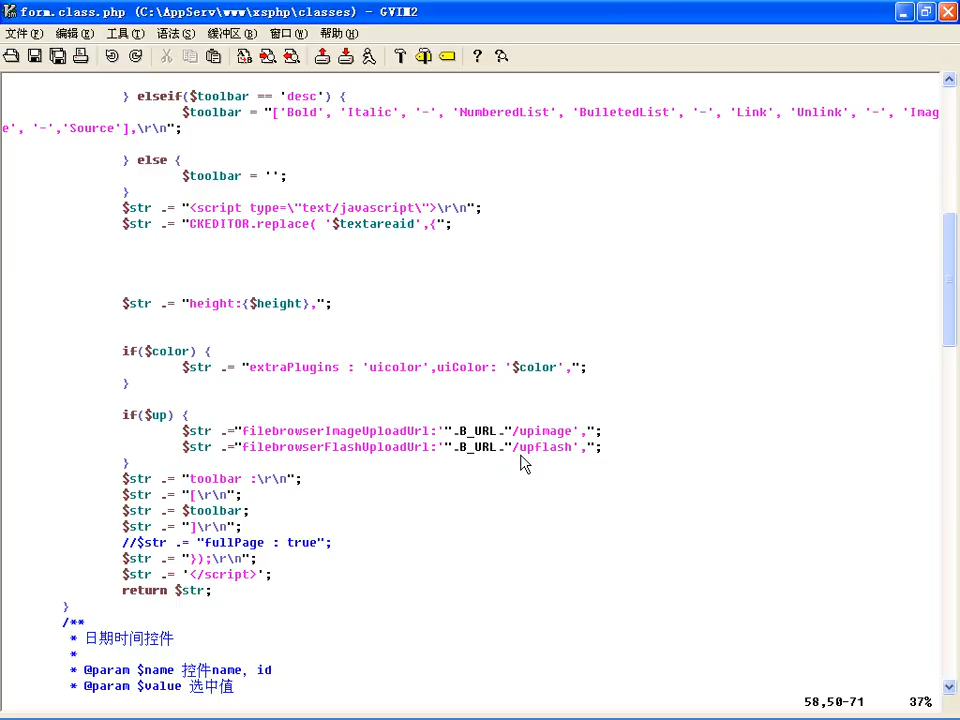 form.class.php (C:\AppServ\www\xsphp\classes) - GVIM2
文件(F) 编辑(E) 工具(T) 语法(S) 缓冲区(B) 窗口(W) 帮助(H)
} elseif($toolbar == 'desc') {
$toolbar = "['Bold', 'Italic', '-', 'NumberedList', 'BulletedList', '-', 'Link', 'Unlink', '-', 'Imag
e', '-','Source'],\r\n";
} else {
$toolbar = '';
}
$str .= "<script type=\"text/javascript\">\r\n";
$str .= "CKEDITOR.replace( '$textareaid',{";
$str .= "height:{$height},";
if($color) {
$str .= "extraPlugins : 'uicolor',uiColor: '$color',";
}
if($up) {
$str .="filebrowserImageUploadUrl:'".B_URL."/upimage',";
$str .="filebrowserFlashUploadUrl:'".B_URL."/upflash',";
}
$str .= "toolbar :\r\n";
$str .= "[\r\n";
$str .= $toolbar;
$str .= "]\r\n";
//$str .= "fullPage : true";
$str .= "});\r\n";
$str .= '</script>';
return $str;
}
/**
* 日期时间控件
*
* @param $name 控件name, id
* @param $value 选中值
58,50-71 37%